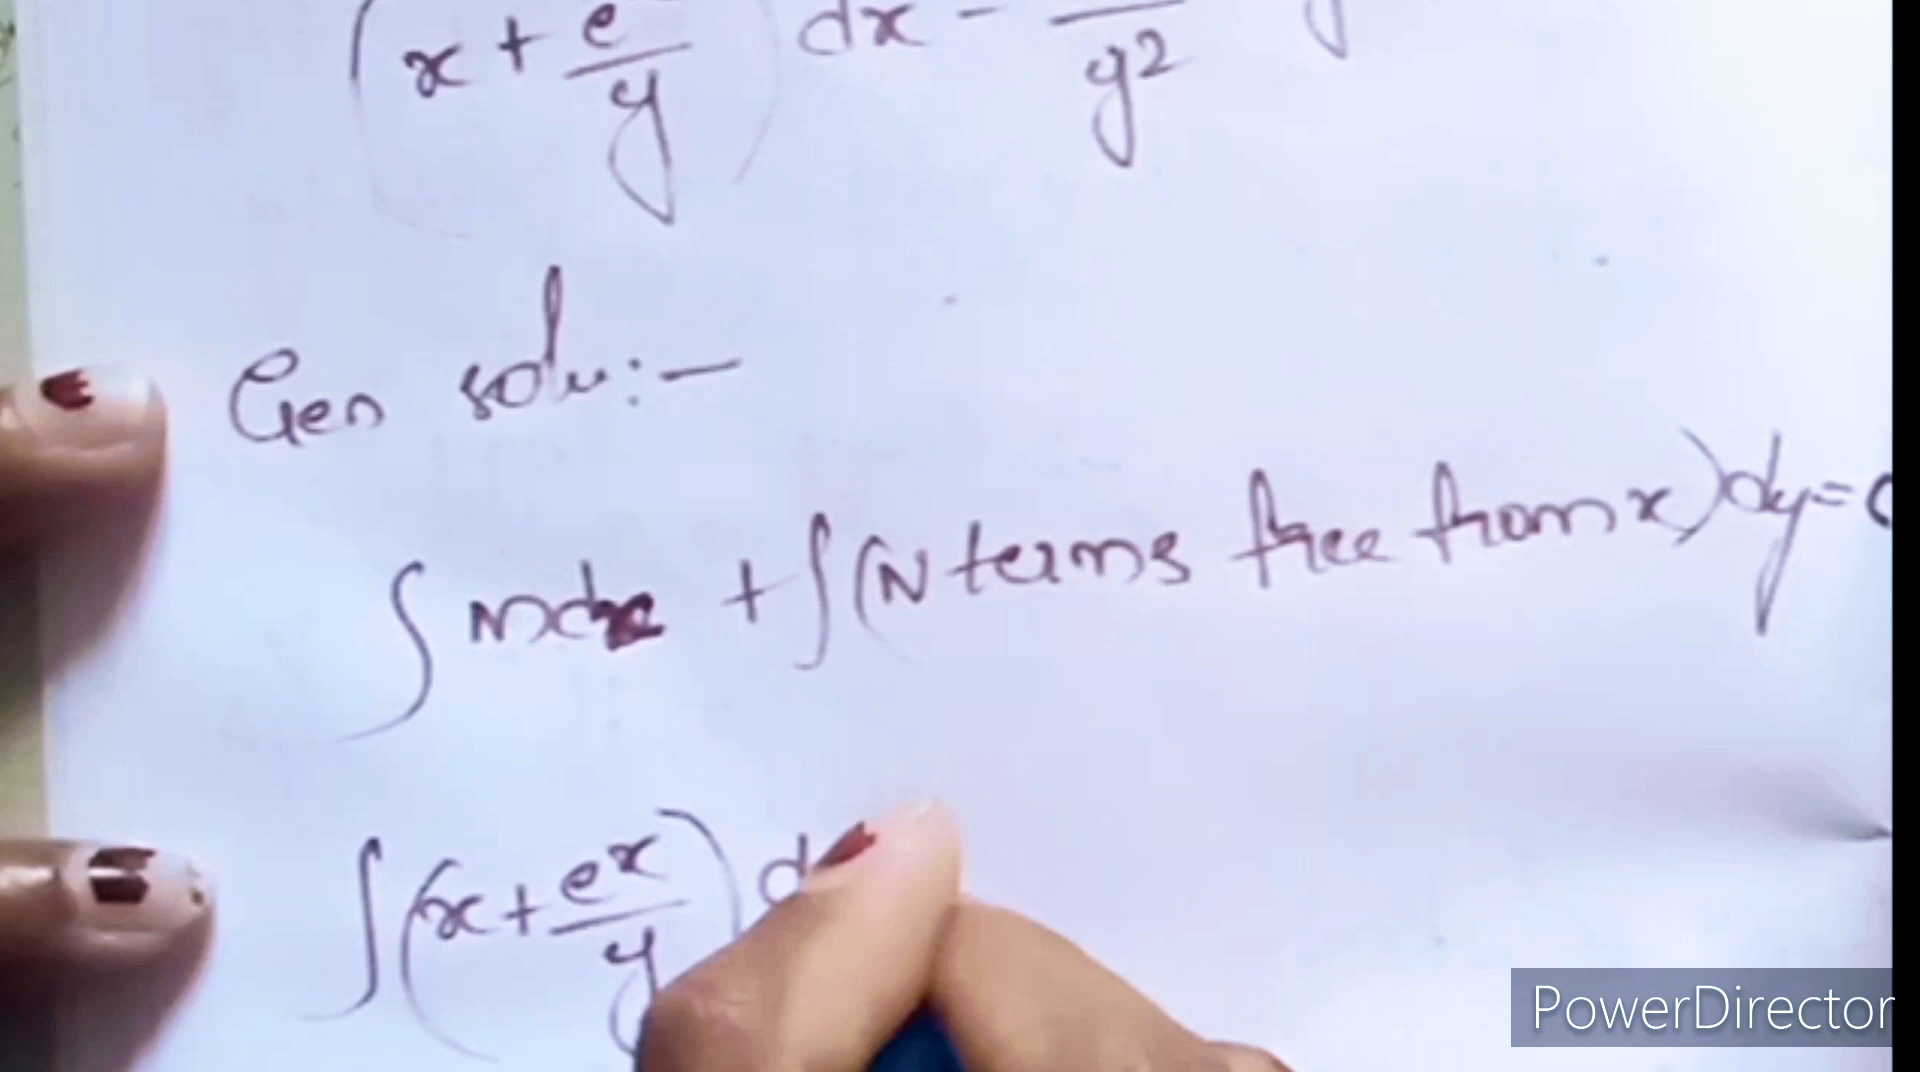 (x + e/y) dx - /y²
Gen solu:-
∫ mdx + ∫(N terms free from x) dy = c
∫(x + e^x/y) d
PowerDirector